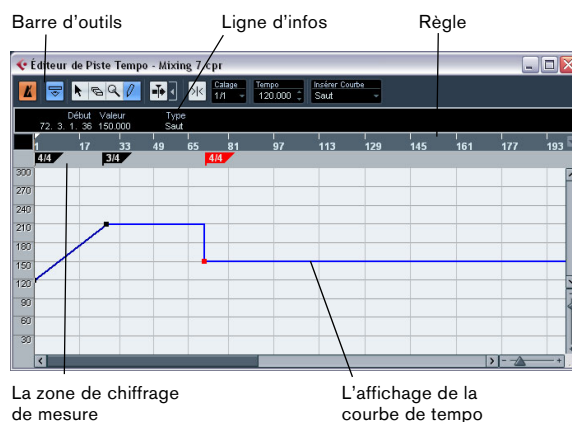 Barre d'outils Ligne d'infos Règle
Éditeur de Piste Tempo - Mixing 7.cpr
Calage Tempo Insérer Courbe
1/1 120.000 Saut
Début Valeur Type
72. 3. 1. 36 150.000 Saut
1 17 33 49 65 81 97 113 129 145 161 177 193
4/4 3/4 4/4
300
270
240
210
180
150
120
90
60
30
La zone de chiffrage
de mesure
L'affichage de la
courbe de tempo